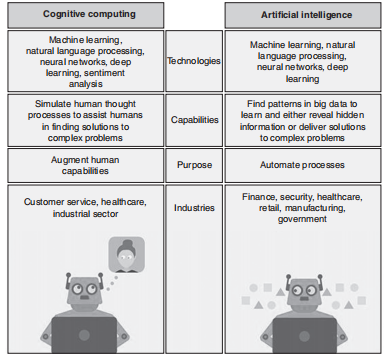 Cognitive computing
Artificial intelligence
Machine learning,
natural language processing,
neural networks, deep
learning, sentiment
analysis
Technologies
Machine learning, natural
language processing,
neural networks, deep
learning
Simulate human thought
processes to assist humans
in finding solutions to
complex problems
Capabilities
Find patterns in big data to
learn and either reveal hidden
information or deliver solutions
to complex problems
Augment human
capabilities
Purpose
Automate processes
Customer service, healthcare,
industrial sector
Industries
Finance, security, healthcare,
retail, manufacturing,
government